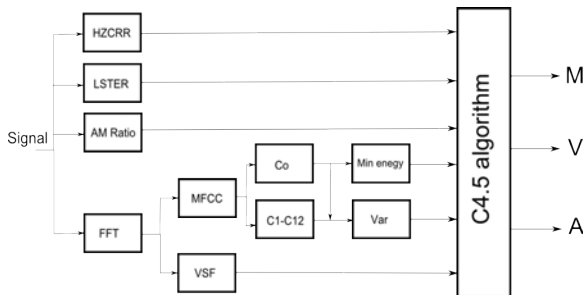 HZCRR
LSTER
AM Ratio
Signal
Co
Min enegy
MFCC
C1-C12
Var
FFT
VSF
C4.5 algorithm
M
V
A